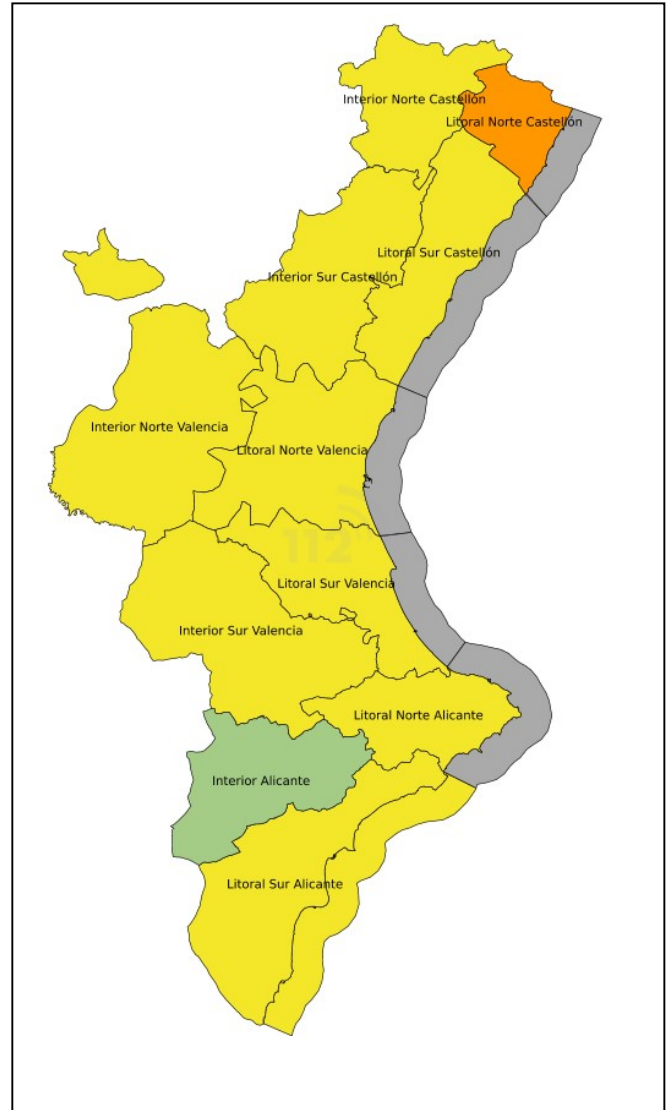 Interior Norte Castellón
Litoral Norte Castellón
Litoral Sur Castellón
Interior Sur Castellón
Interior Norte Valencia
Litoral Norte Valencia
112
Litoral Sur Valencia
Interior Sur Valencia
Litoral Norte Alicante
Interior Alicante
Litoral Sur Alicante